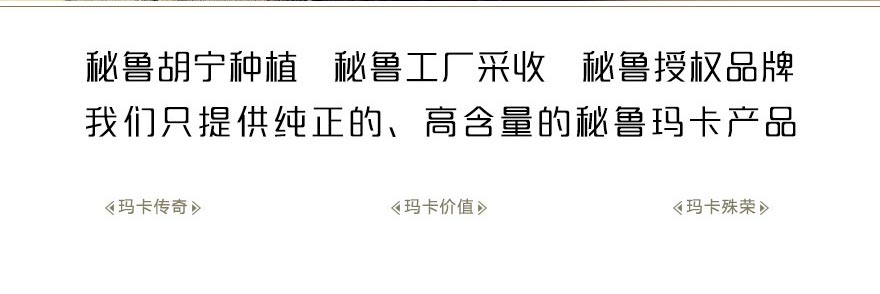 秘鲁胡宁种植 秘鲁工厂采收 秘鲁授权品牌
我们只提供纯正的、高含量的秘鲁玛卡产品
玛卡传奇 玛卡价值 玛卡殊荣